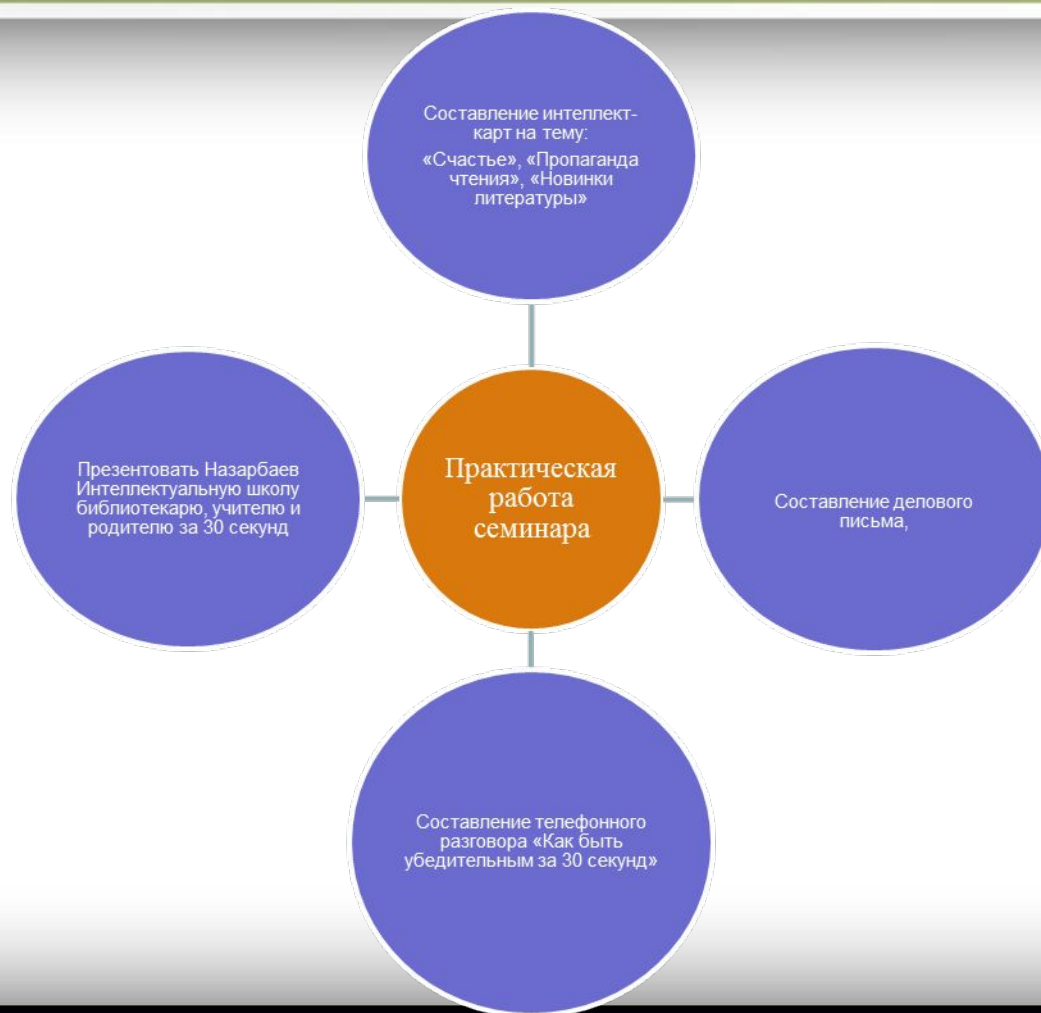 Составление интеллект-
карт на тему:
«Счастье», «Пропаганда
чтения», «Новинки
литературы»
Презентовать Назарбаев
Интеллектуальную школу
библиотекарю, учителю и
родителю за 30 секунд
Практическая
работа
семинара
Составление делового
письма,
Составление телефонного
разговора «Как быть
убедительным за 30 секунд»